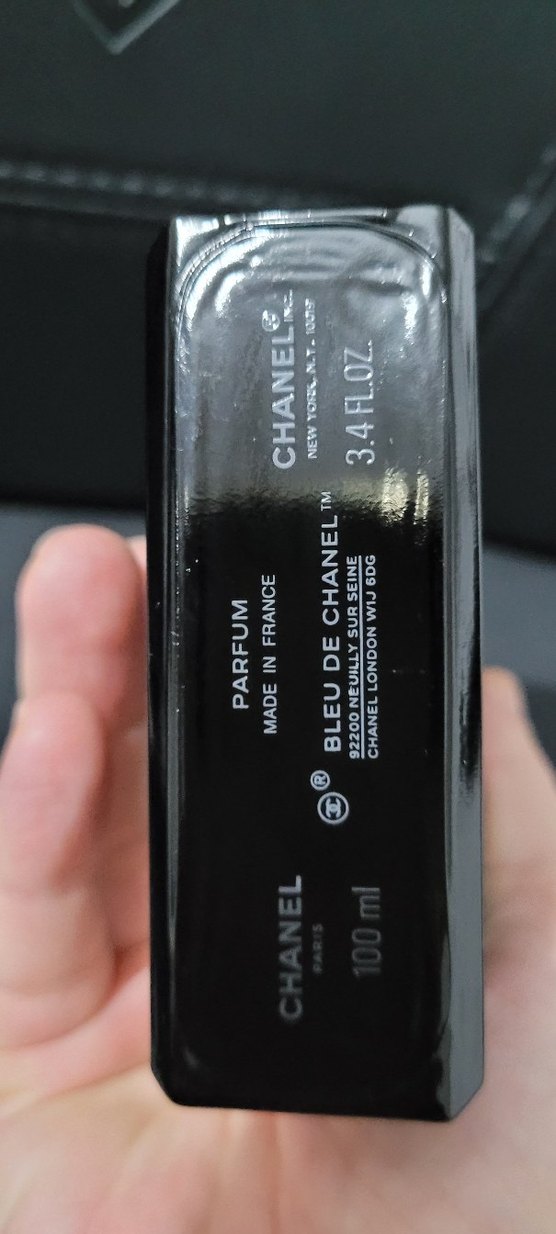 PARFUM
MADE IN FRANCE
CHANEL
PARIS
100 ml
BLEU DE CHANEL™
92200 NEUILLY SUR SEINE
CHANEL LONDON W1J 6DG
CHANEL® INC.
NEW YORK, N.Y. 10019
3.4 FL.OZ.